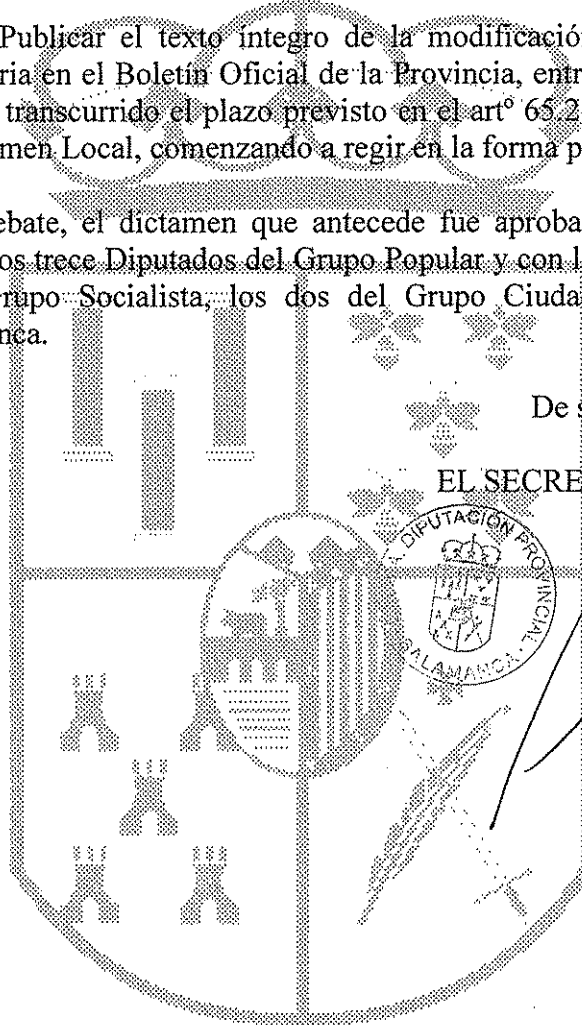 Publicar el texto íntegro de la modificació
ria en el Boletín Oficial de la Provincia, entr
transcurrido el plazo previsto en el artº 65.2
men Local, comenzando a regir en la forma p
ebate, el dictamen que antecede fue aproba
os trece Diputados del Grupo Popular y con l
rupo Socialista, los dos del Grupo Ciuda
nca.
De s
EL SECRE
DIPUTACIÓN PROVINCIAL
SALAMANCA